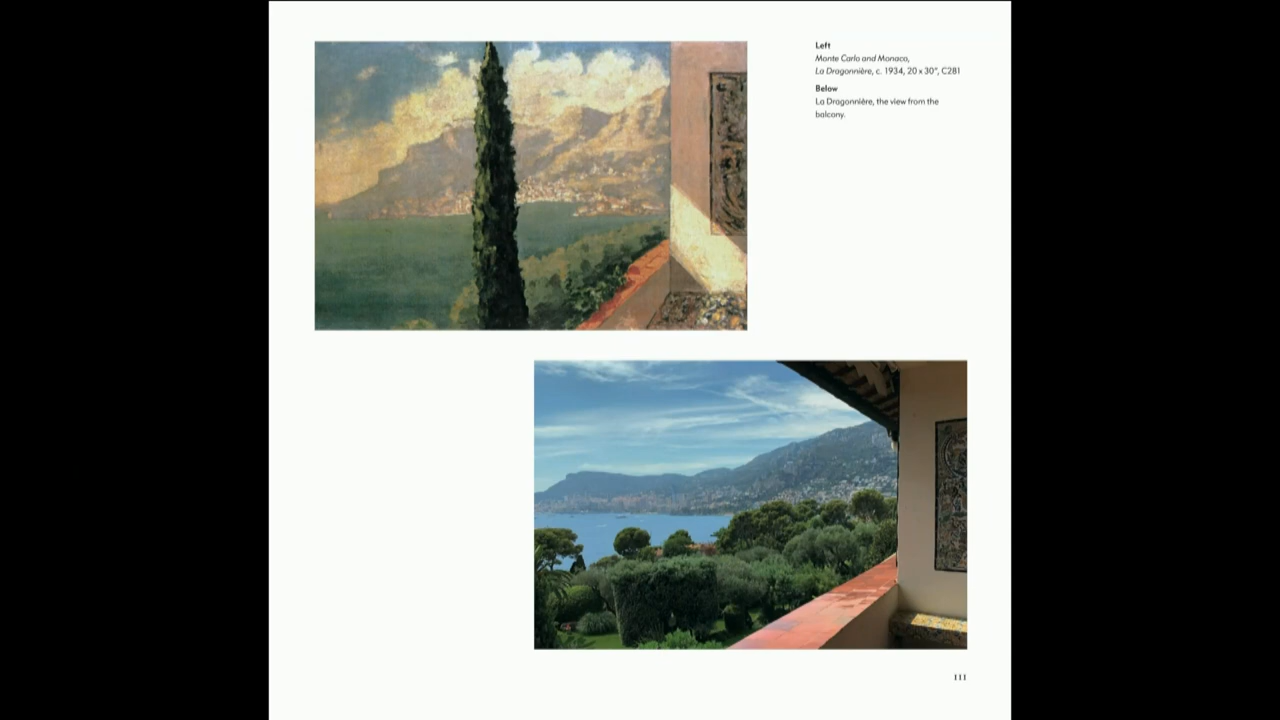 Left
Monte Carlo and Monaco,
La Dragonnière, c. 1934, 20 x 30", C281
Below
La Dragonnière, the view from the
balcony.
111